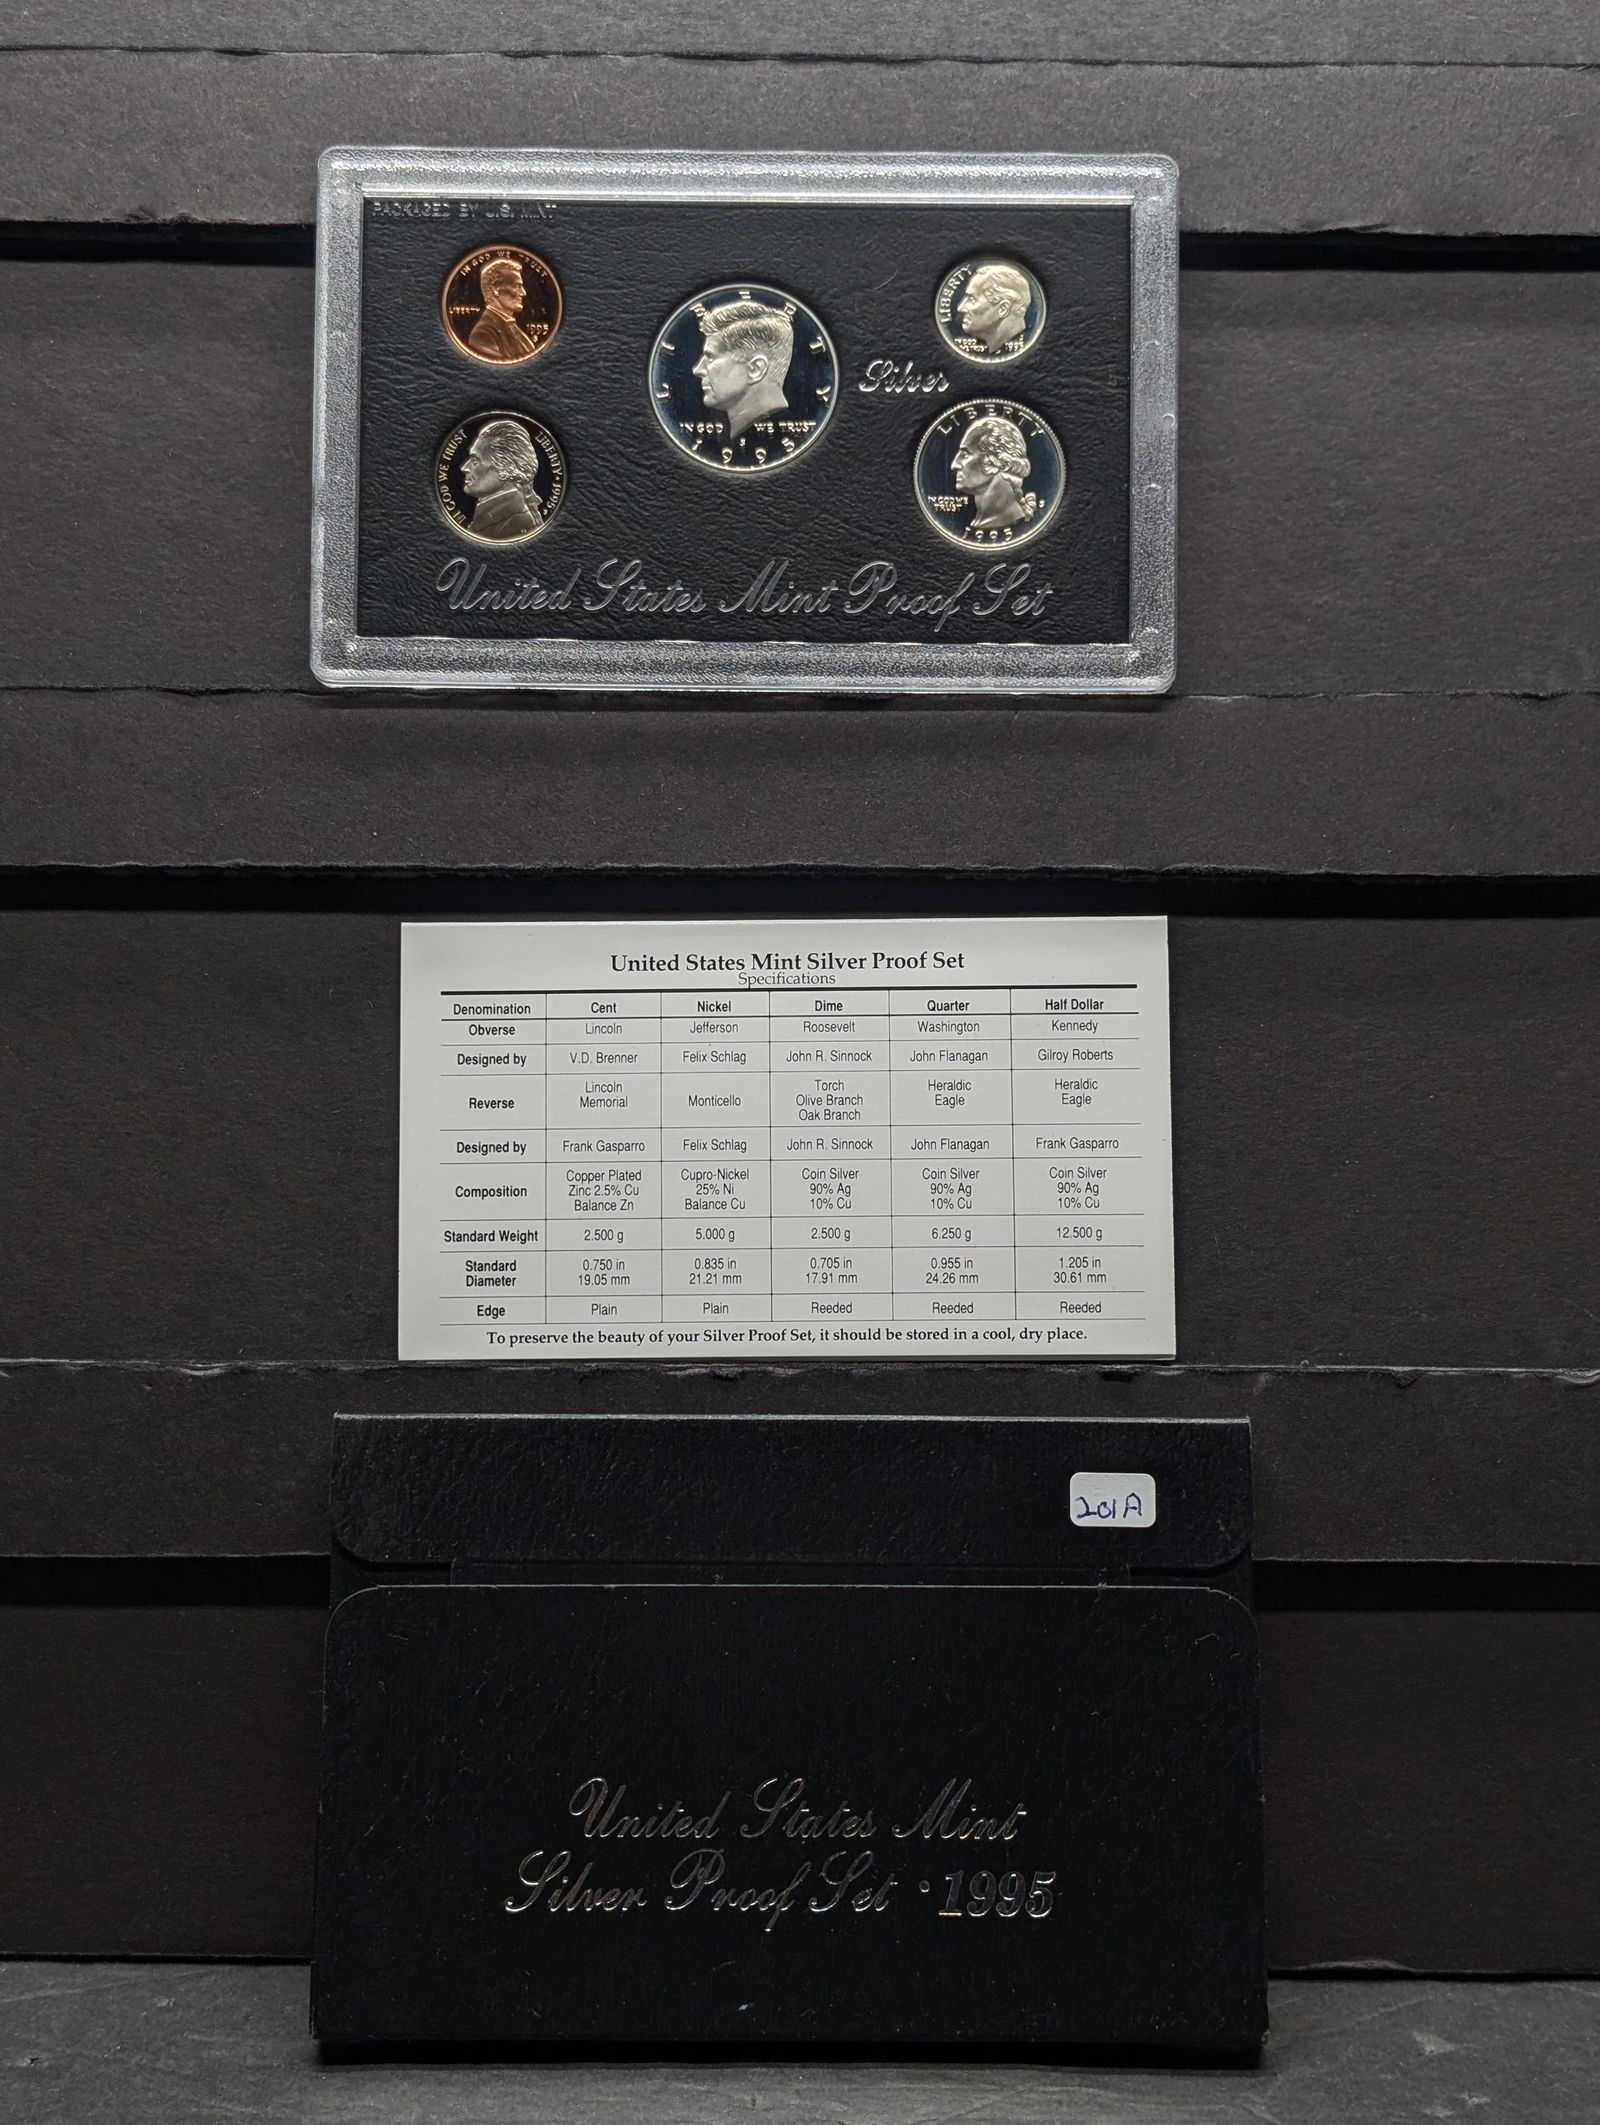 PACKAGED BY U.S. MINT
IN GOD WE TRUST
LIBERTY
1995
S
LIBERTY
IN GOD WE TRUST
S
1995
LIBERTY
IN GOD
WE TRUST
1995
Silver
IN GOD WE TRUST
LIBERTY * 1995
LIBERTY
IN GOD WE
TRUST
S
1995
United States Mint Proof Set
United States Mint Silver Proof Set
Specifications
Denomination Cent Nickel Dime Quarter Half Dollar
Obverse Lincoln Jefferson Roosevelt Washington Kennedy
Designed by V.D. Brenner Felix Schlag John R. Sinnock John Flanagan Gilroy Roberts
Reverse Lincoln Memorial Monticello Torch Olive Branch Oak Branch Heraldic Eagle Heraldic Eagle
Designed by Frank Gasparro Felix Schlag John R. Sinnock John Flanagan Frank Gasparro
Composition Copper Plated Zinc 2.5% Cu Balance Zn Cupro-Nickel 25% Ni Balance Cu Coin Silver 90% Ag 10% Cu Coin Silver 90% Ag 10% Cu Coin Silver 90% Ag 10% Cu
Standard Weight 2.500 g 5.000 g 2.500 g 6.250 g 12.500 g
Standard Diameter 0.750 in 19.05 mm 0.835 in 21.21 mm 0.705 in 17.91 mm 0.955 in 24.26 mm 1.205 in 30.61 mm
Edge Plain Plain Reeded Reeded Reeded
To preserve the beauty of your Silver Proof Set, it should be stored in a cool, dry place.
201A
United States Mint
Silver Proof Set • 1995